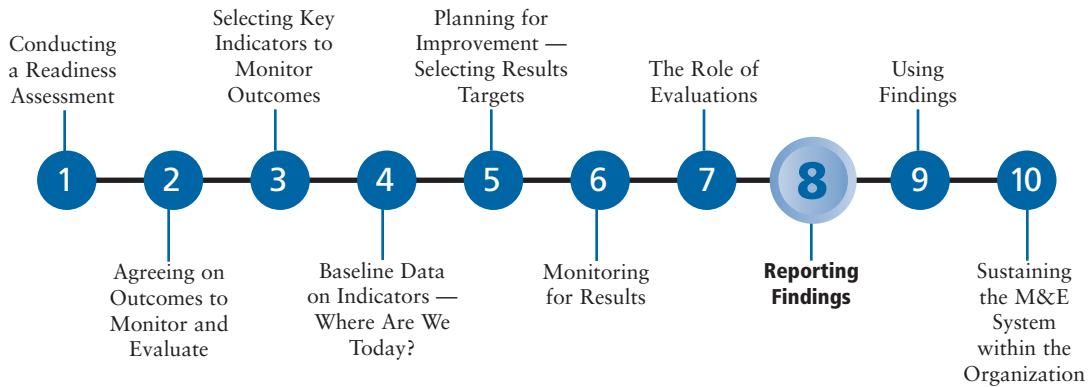 Conducting
a Readiness
Assessment
Selecting Key
Indicators to
Monitor
Outcomes
Planning for
Improvement —
Selecting Results
Targets
The Role of
Evaluations
Using
Findings
1
2
3
4
5
6
7
8
9
10
Agreeing on
Outcomes to
Monitor and
Evaluate
Baseline Data
on Indicators —
Where Are We
Today?
Monitoring
for Results
Reporting
Findings
Sustaining
the M&E
System
within the
Organization